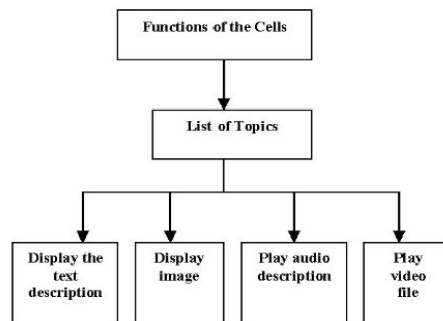 Functions of the Cells
List of Topics
Display the
text
description
Display
image
Play audio
description
Play
video
file